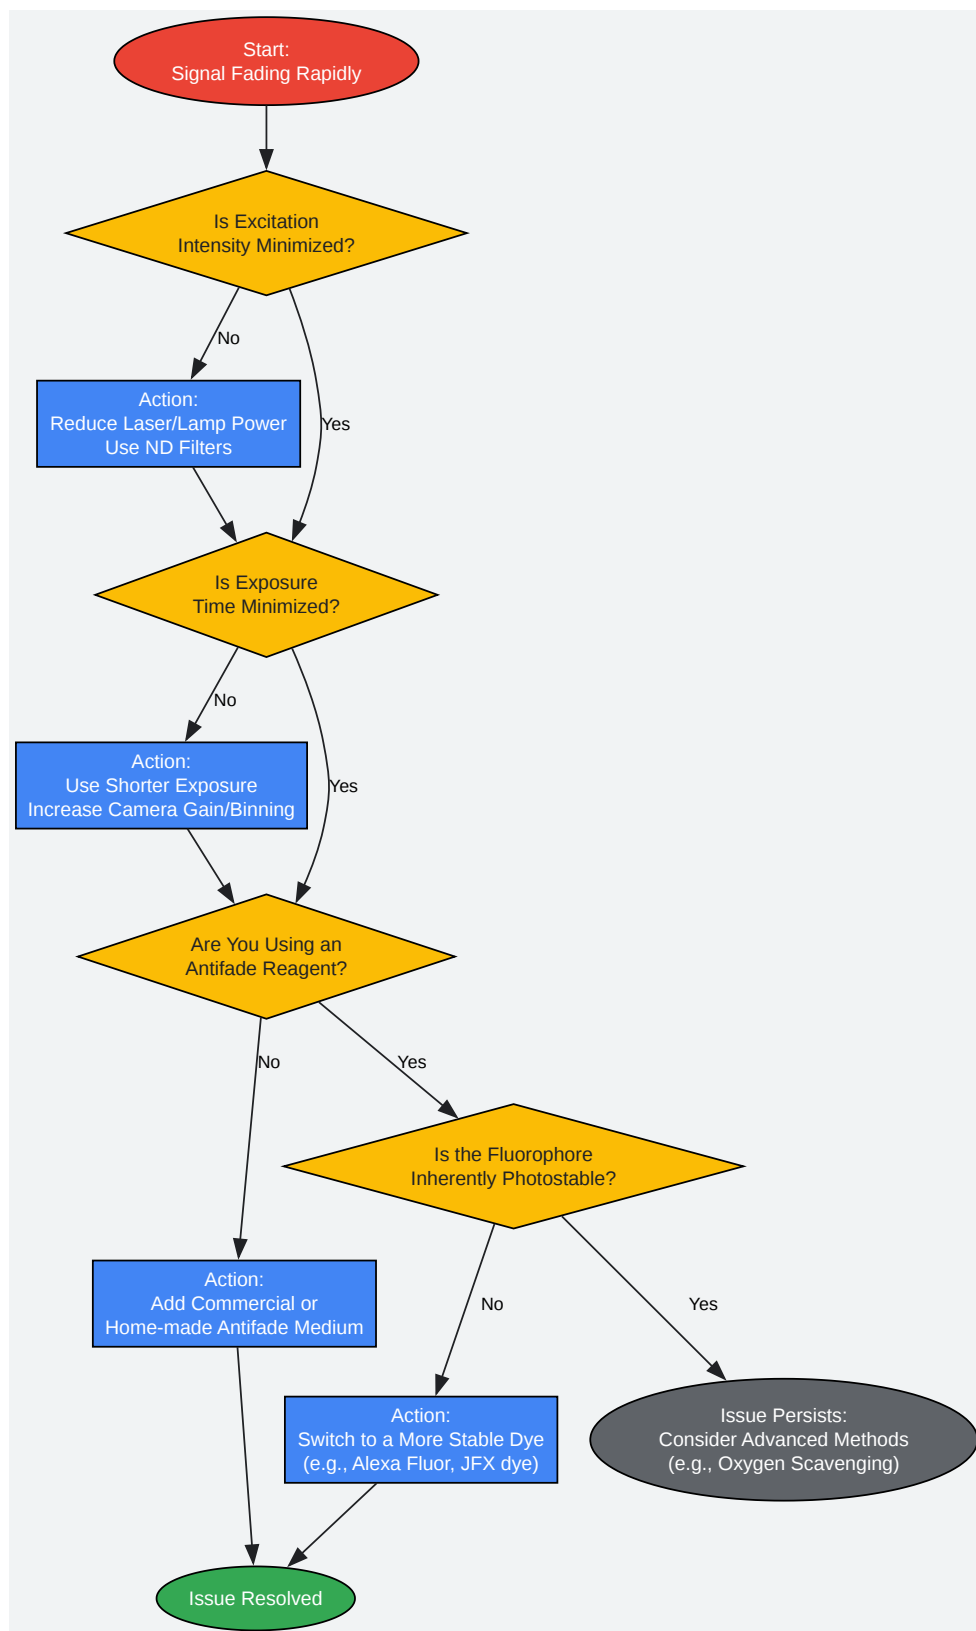 Start:
Signal Fading Rapidly
Is Excitation
Intensity Minimized?
No
Yes
Action:
Reduce Laser/Lamp Power
Use ND Filters
Is Exposure
Time Minimized?
No
Yes
Action:
Use Shorter Exposure
Increase Camera Gain/Binning
Are You Using an
Antifade Reagent?
No
Yes
Is the Fluorophore
Inherently Photostable?
Action:
Add Commercial or
Home-made Antifade Medium
No
Yes
Action:
Switch to a More Stable Dye
(e.g., Alexa Fluor, JFX dye)
Issue Persists:
Consider Advanced Methods
(e.g., Oxygen Scavenging)
Issue Resolved